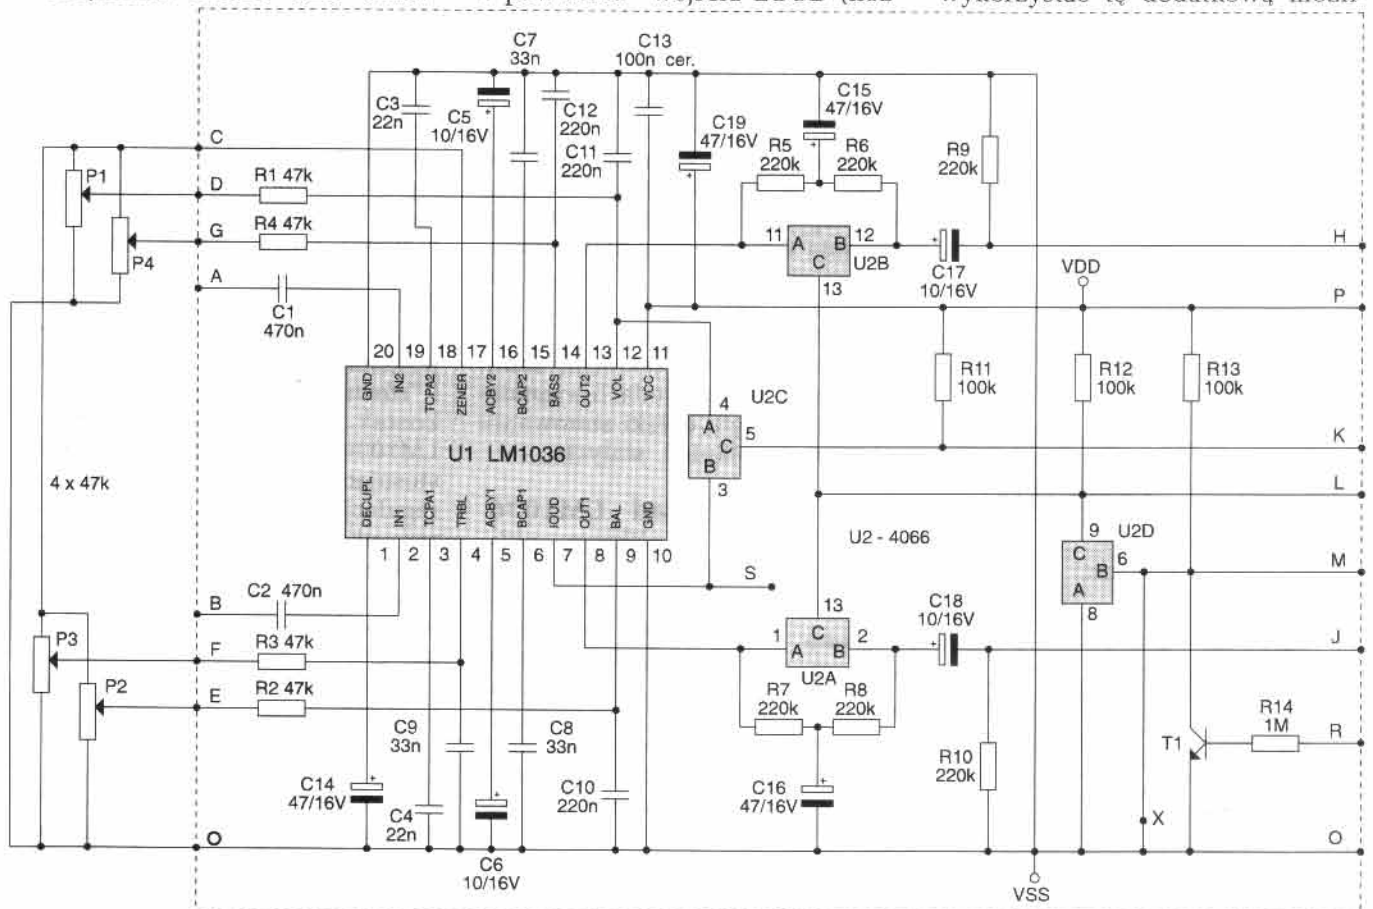 wykorzystuje tę dodatkową możli-
C7
33n
C13
100n cer.
C3
22n
C5
10/16V
+
C12
220n
C11
220n
C19
47/16V
+
C15
47/16V
+
R5
220k
R6
220k
R9
220k
C
P1
D
R1 47k
G
R4 47k
P4
A
C1
470n
11
A
B
12
C
U2B
13
+
C17
10/16V
H
VDD
P
20
19
18
17
16
15
14
13
12
11
GND
IN2
TCPA2
ZENER
ACBY2
BCAP2
BASS
OUT2
VOL
VCC
R11
100k
R12
100k
R13
100k
4
U2C
A
C
5
B
3
K
U1 LM1036
4 x 47k
L
DECUPL
IN1
TCPA1
TRBL
ACBY1
BCAP1
lOUD
OUT1
BAL
GND
1
2
3
4
5
6
7
8
9
10
U2 - 4066
9
U2D
C
B
6
A
8
M
S
B
C2 470n
13
C
1
A
B
2
U2A
C18
10/16V
+
J
P3
F
R3 47k
P2
E
R2 47k
R7
220k
R8
220k
R14
1M
R
T1
C9
33n
C8
33n
R10
220k
C14
47/16V
+
C4
22n
+
C10
220n
C16
47/16V
+
X
O
O
C6
10/16V
VSS